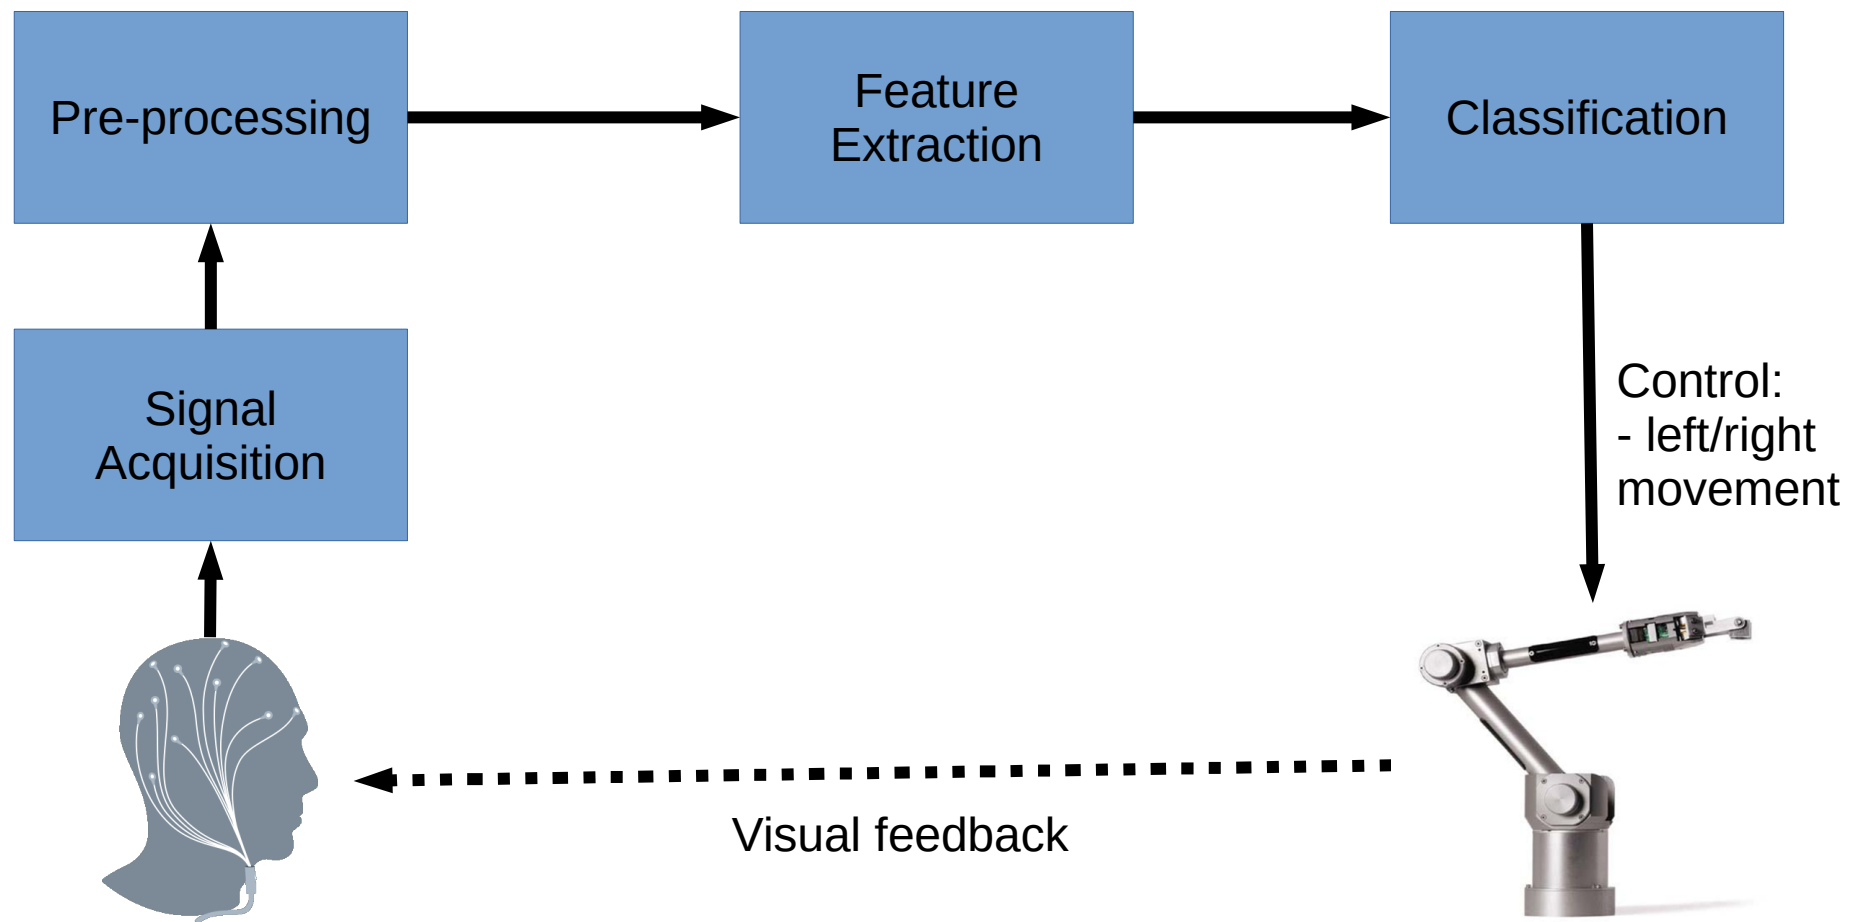 Pre-processing
Feature
Extraction
Classification
Signal
Acquisition
Control:
- left/right
movement
Visual feedback